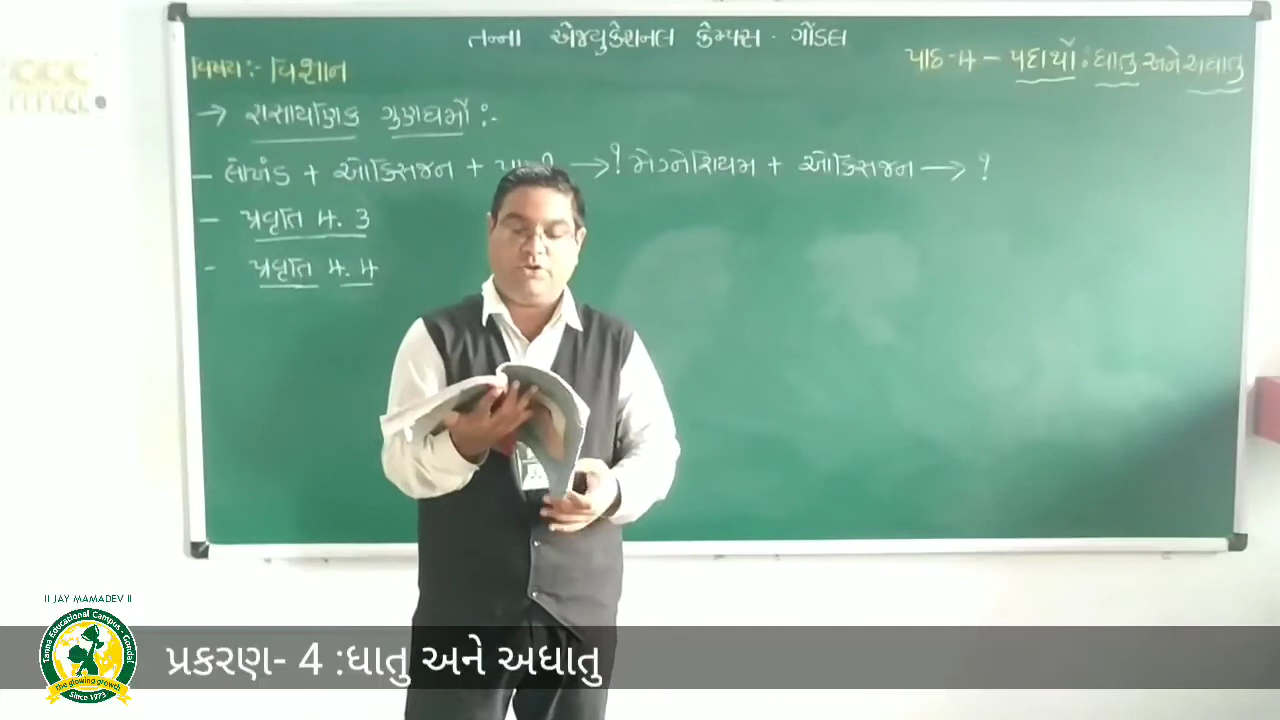 તન્ના એજ્યુકેશનલ કેમ્પસ - ગોંડલ
વિષય:- વિજ્ઞાન
પાઠ-4 - પદાર્થો : ધાતુ અને અધાતુ
→ રાસાયણિક ગુણધર્મો :-
- લોખંડ + ઓક્સિજન + → ? મેગ્નેશિયમ + ઓક્સિજન → ?
- પ્રવૃત્તિ 4.3
- પ્રવૃત્તિ 4.4
II JAY MAMADEV II
Tanna Educational Campus - Gondal
the glowing growth
Since 1973
પ્રકરણ- 4 :ધાતુ અને અધાતુ